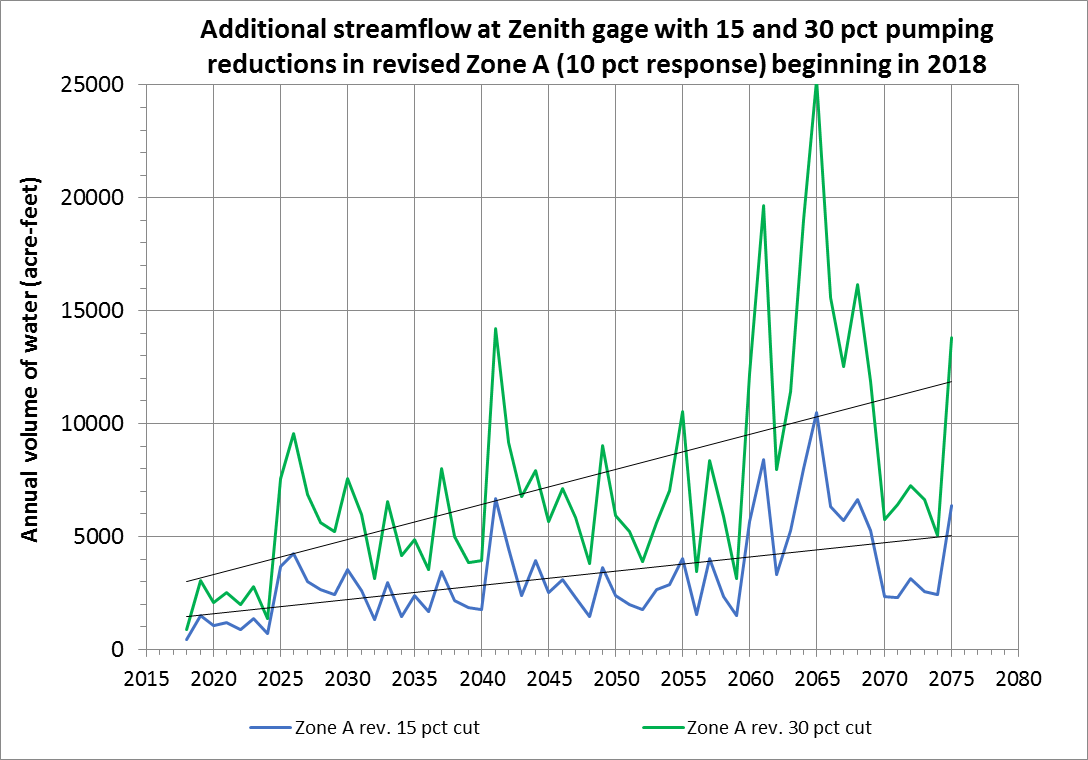 Additional streamflow at Zenith gage with 15 and 30 pct pumping
reductions in revised Zone A (10 pct response) beginning in 2018
Annual volume of water (acre-feet)
25000
20000
15000
10000
5000
0
2015 2020 2025 2030 2035 2040 2045 2050 2055 2060 2065 2070 2075 2080
Zone A rev. 15 pct cut Zone A rev. 30 pct cut